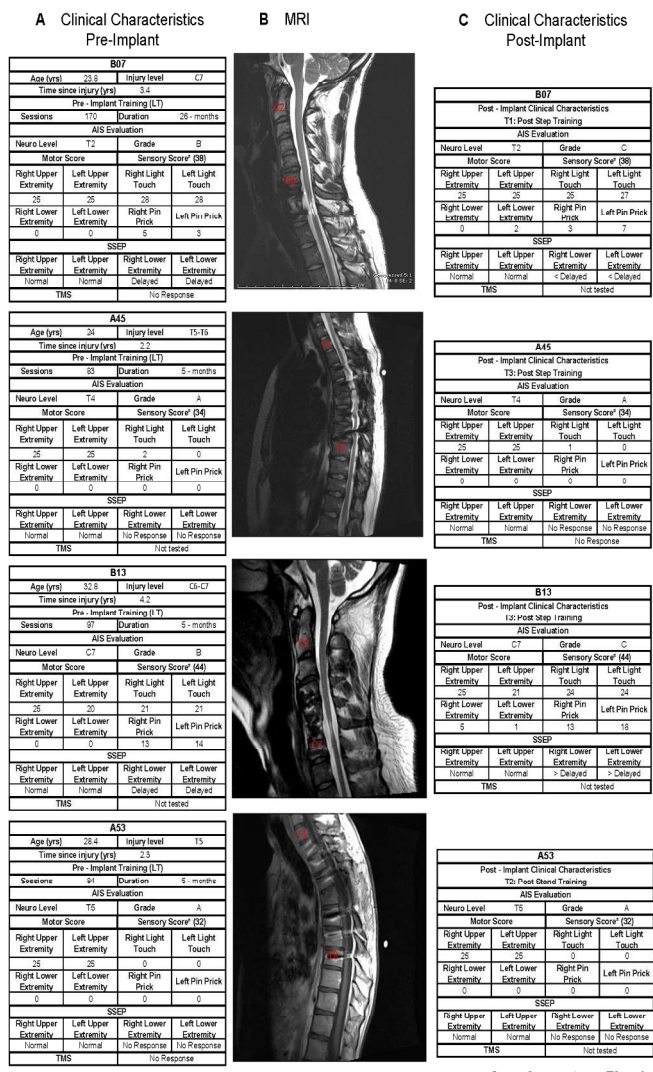 A Clinical Characteristics
Pre-Implant
B MRI
C Clinical Characteristics
Post-Implant
B07
Age (yrs) 23.8 Injury level C7
Time since injury (yrs) 3.4
Pre - Implant Training (LT)
Sessions 170 Duration 26 - months
AIS Evaluation
Neuro Level T2 Grade B
Motor Score Sensory Score* (38)
Right Upper Extremity Left Upper Extremity Right Light Touch Left Light Touch
25 25 28 28
Right Lower Extremity Left Lower Extremity Right Pin Prick Left Pin Prick
0 0 5 3
SSEP
Right Upper Extremity Left Upper Extremity Right Lower Extremity Left Lower Extremity
Normal Normal Delayed Delayed
TMS No Response
A45
Age (yrs) 24 Injury level T5-T6
Time since injury (yrs) 2.2
Pre - Implant Training (LT)
Sessions 83 Duration 5 - months
AIS Evaluation
Neuro Level T4 Grade A
Motor Score Sensory Score* (34)
Right Upper Extremity Left Upper Extremity Right Light Touch Left Light Touch
25 25 2 0
Right Lower Extremity Left Lower Extremity Right Pin Prick Left Pin Prick
0 0 0 0
SSEP
Right Upper Extremity Left Upper Extremity Right Lower Extremity Left Lower Extremity
Normal Normal No Response No Response
TMS Not tested
B13
Age (yrs) 32.8 Injury level C6-C7
Time since injury (yrs) 4.2
Pre - Implant Training (LT)
Sessions 97 Duration 5 - months
AIS Evaluation
Neuro Level C7 Grade B
Motor Score Sensory Score* (44)
Right Upper Extremity Left Upper Extremity Right Light Touch Left Light Touch
25 20 21 21
Right Lower Extremity Left Lower Extremity Right Pin Prick Left Pin Prick
0 0 13 14
SSEP
Right Upper Extremity Left Upper Extremity Right Lower Extremity Left Lower Extremity
Normal Normal Delayed Delayed
TMS Not tested
A53
Age (yrs) 28.4 Injury level T5
Time since injury (yrs) 2.3
Pre - Implant Training (LT)
Sessions 94 Duration 5 - months
AIS Evaluation
Neuro Level T6 Grade A
Motor Score Sensory Score* (32)
Right Upper Extremity Left Upper Extremity Right Light Touch Left Light Touch
25 25 0 0
Right Lower Extremity Left Lower Extremity Right Pin Prick Left Pin Prick
0 0 0 0
SSEP
Right Upper Extremity Left Upper Extremity Right Lower Extremity Left Lower Extremity
Normal Normal No Response No Response
TMS No Response
B07
Post - Implant Clinical Characteristics
T1: Post Step Training
AIS Evaluation
Neuro Level T2 Grade C
Motor Score Sensory Score* (38)
Right Upper Extremity Left Upper Extremity Right Light Touch Left Light Touch
25 25 25 27
Right Lower Extremity Left Lower Extremity Right Pin Prick Left Pin Prick
0 2 3 7
SSEP
Right Upper Extremity Left Upper Extremity Right Lower Extremity Left Lower Extremity
Normal Normal < Delayed < Delayed
TMS Not tested
A45
Post - Implant Clinical Characteristics
T3: Post Step Training
AIS Evaluation
Neuro Level T4 Grade A
Motor Score Sensory Score* (34)
Right Upper Extremity Left Upper Extremity Right Light Touch Left Light Touch
25 25 1 0
Right Lower Extremity Left Lower Extremity Right Pin Prick Left Pin Prick
0 0 0 0
SSEP
Right Upper Extremity Left Upper Extremity Right Lower Extremity Left Lower Extremity
Normal Normal No Response No Response
TMS No Response
B13
Post - Implant Clinical Characteristics
T3: Post Step Training
AIS Evaluation
Neuro Level C7 Grade C
Motor Score Sensory Score* (44)
Right Upper Extremity Left Upper Extremity Right Light Touch Left Light Touch
25 21 24 24
Right Lower Extremity Left Lower Extremity Right Pin Prick Left Pin Prick
5 1 13 16
SSEP
Right Upper Extremity Left Upper Extremity Right Lower Extremity Left Lower Extremity
Normal Normal > Delayed > Delayed
TMS Not tested
A53
Post - Implant Clinical Characteristics
T2: Post Stand Training
AIS Evaluation
Neuro Level T5 Grade A
Motor Score Sensory Score* (32)
Right Upper Extremity Left Upper Extremity Right Light Touch Left Light Touch
25 25 0 0
Right Lower Extremity Left Lower Extremity Right Pin Prick Left Pin Prick
0 0 0 0
SSEP
Right Upper Extremity Left Upper Extremity Right Lower Extremity Left Lower Extremity
Normal Normal No Response No Response
TMS Not tested